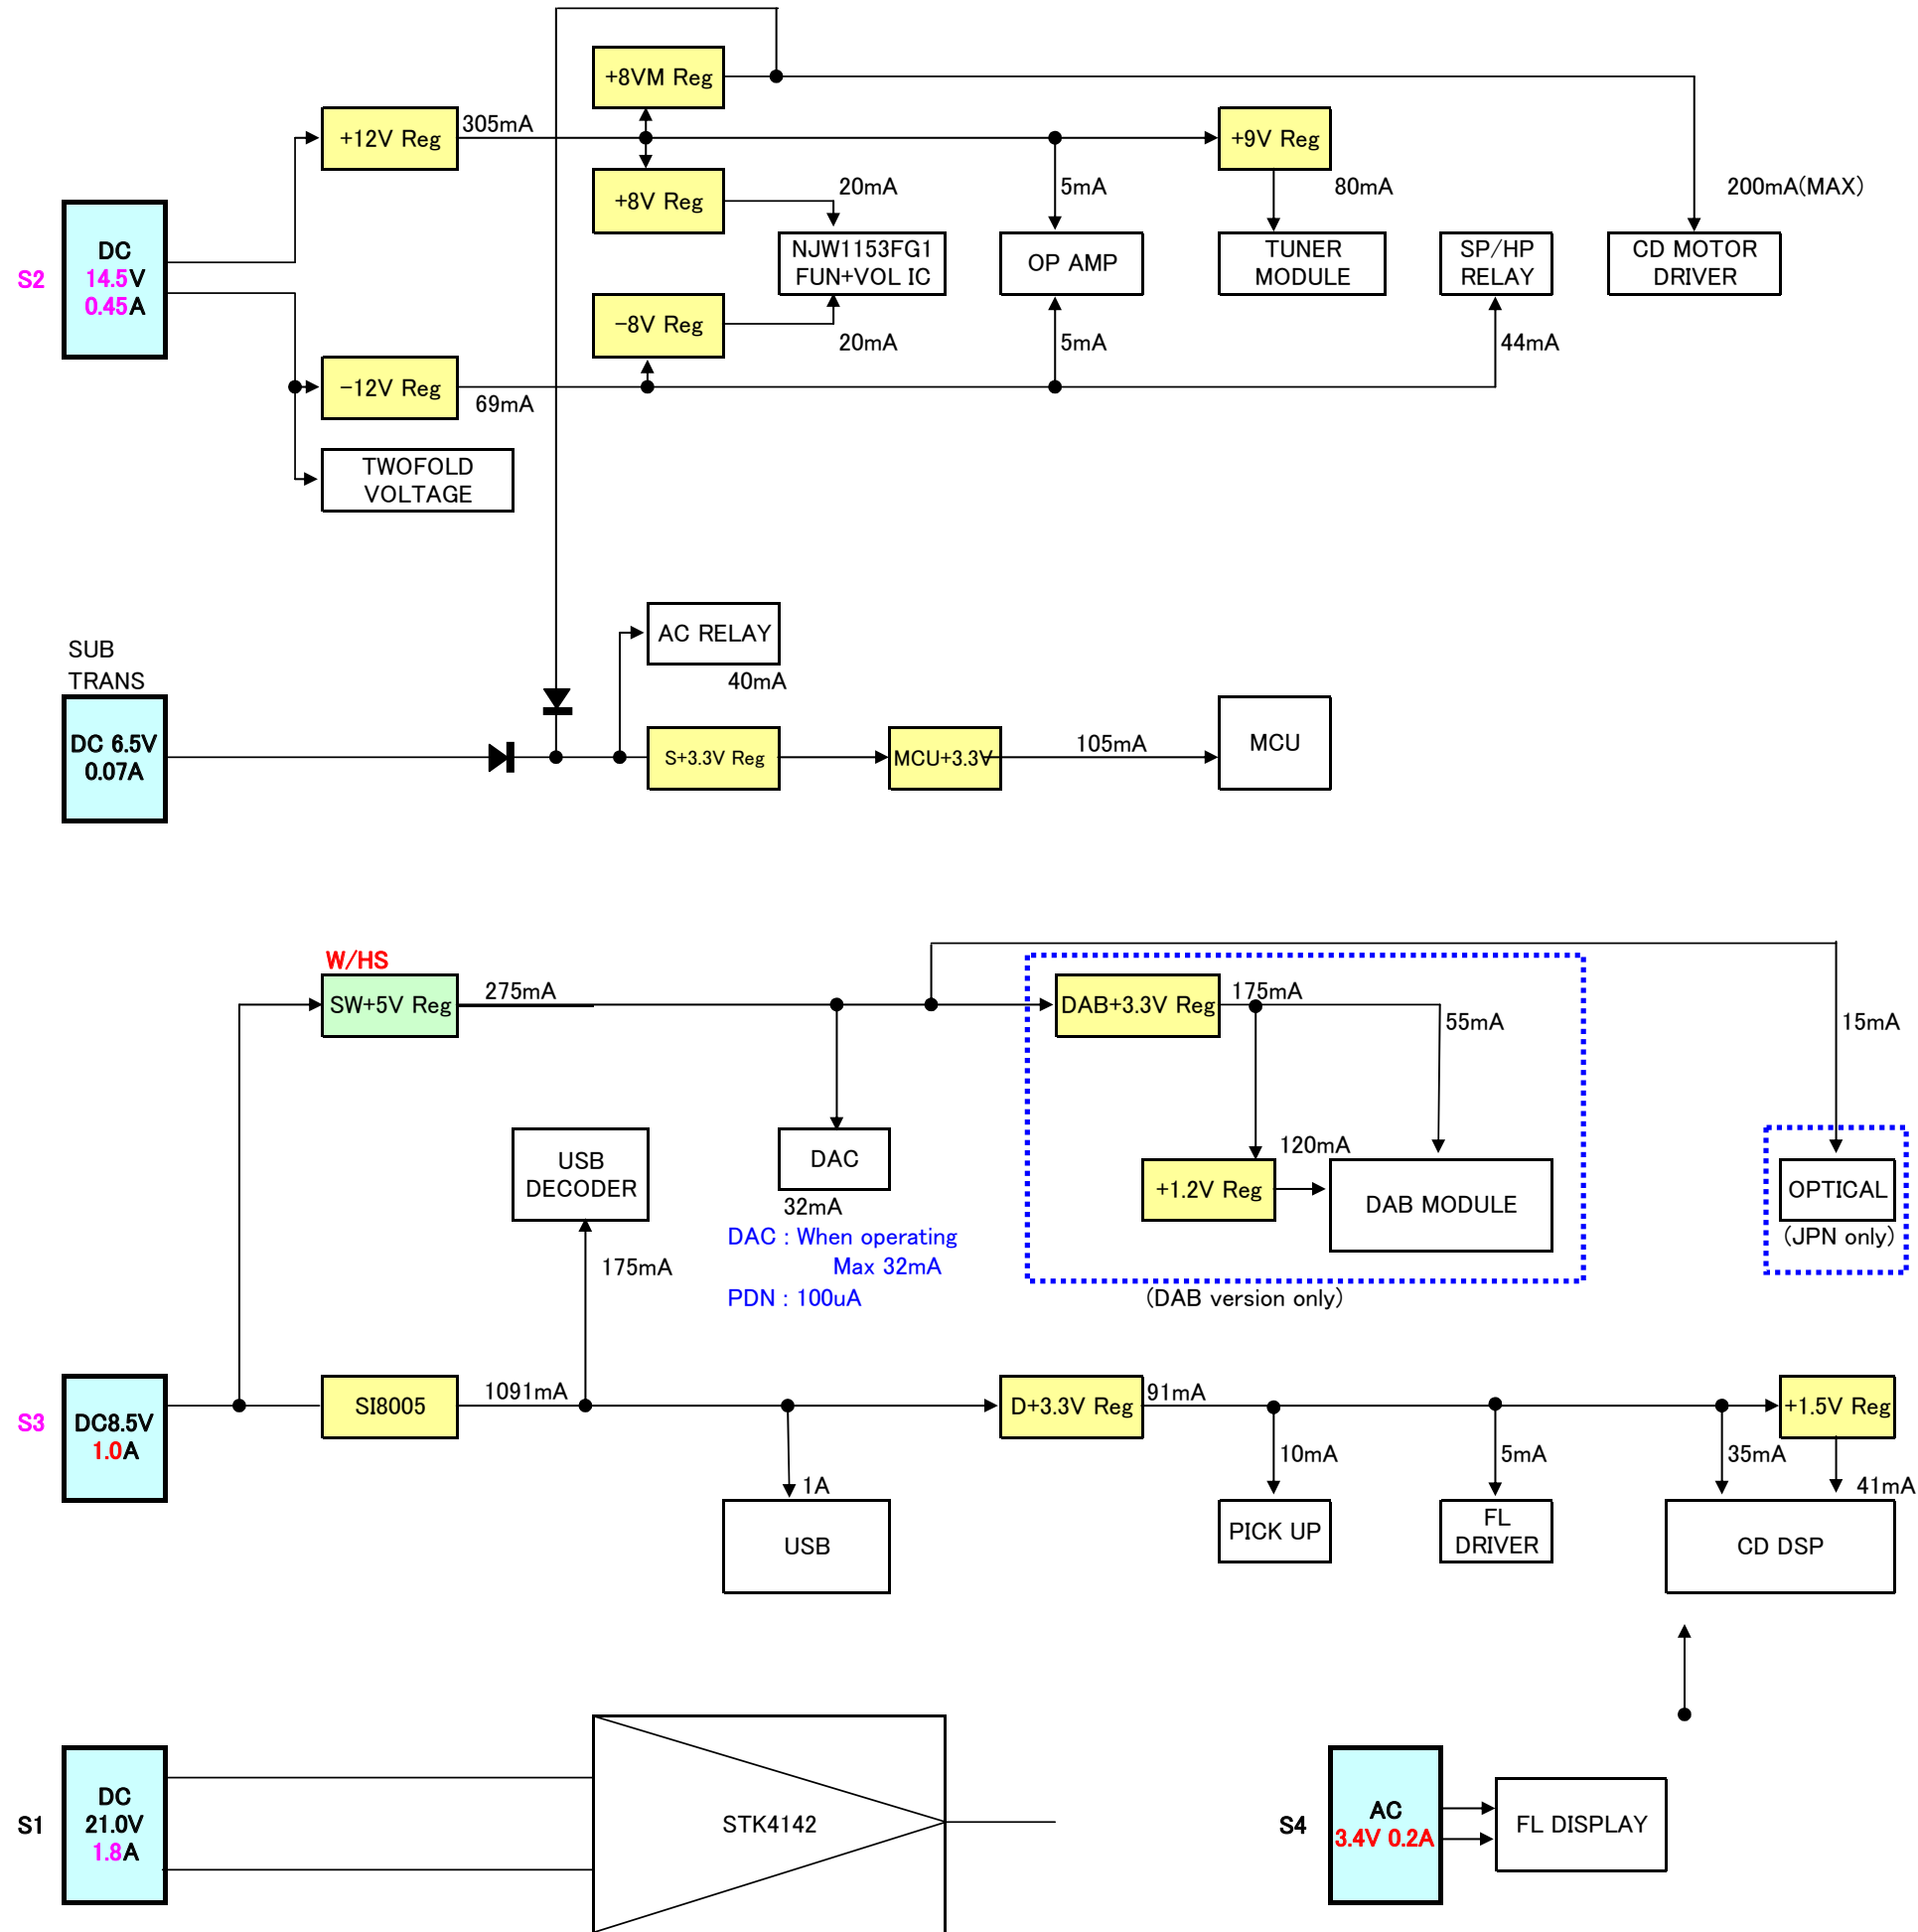 +8VM Reg
+12V Reg
305mA
+9V Reg
+8V Reg
20mA
5mA
80mA
200mA(MAX)
S2
DC
14.5V
0.45A
NJW1153FG1
FUN+VOL IC
OP AMP
TUNER
MODULE
SP/HP
RELAY
CD MOTOR
DRIVER
−8V Reg
20mA
5mA
44mA
−12V Reg
69mA
TWOFOLD
VOLTAGE
SUB
TRANS
AC RELAY
40mA
DC 6.5V
0.07A
S+3.3V Reg
MCU+3.3V
105mA
MCU
W/HS
SW+5V Reg
275mA
DAB+3.3V Reg
175mA
55mA
15mA
USB
DECODER
DAC
120mA
+1.2V Reg
DAB MODULE
OPTICAL
32mA
(JPN only)
DAC : When operating
Max 32mA
175mA
PDN : 100uA
(DAB version only)
S3
DC8.5V
1.0A
SI8005
1091mA
D+3.3V Reg
91mA
+1.5V Reg
10mA
5mA
35mA
1A
41mA
USB
PICK UP
FL
DRIVER
CD DSP
S1
DC
21.0V
1.8A
STK4142
S4
AC
3.4V 0.2A
FL DISPLAY